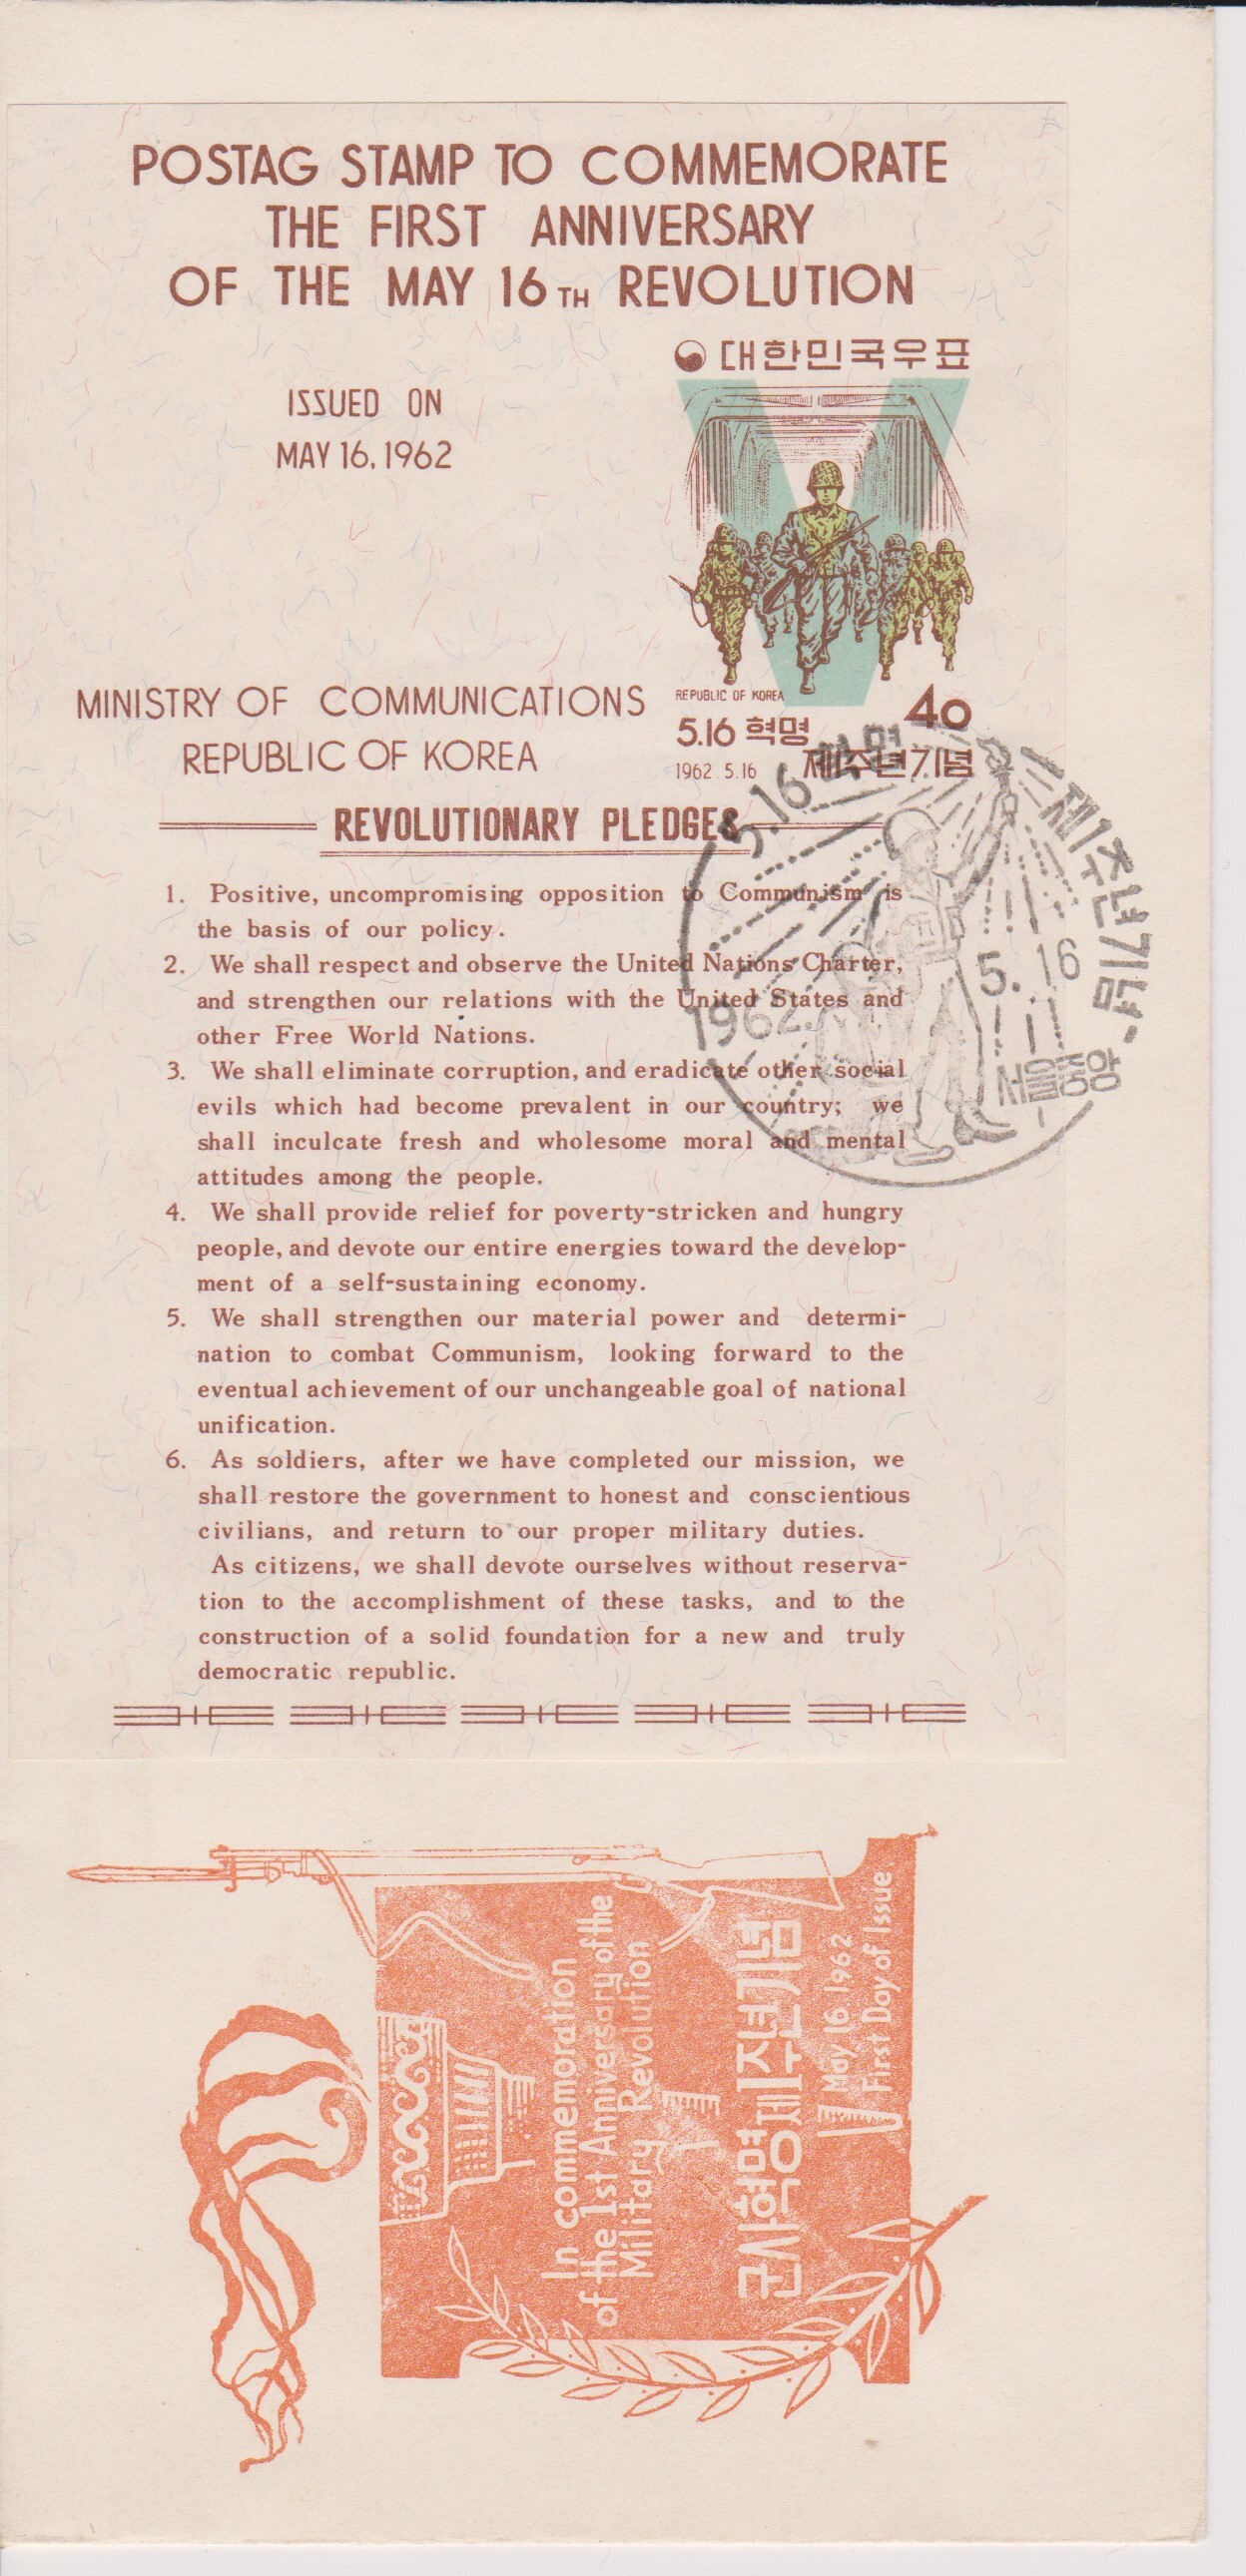 POSTAG STAMP TO COMMEMORATE
THE FIRST ANNIVERSARY
OF THE MAY 16TH REVOLUTION
ISSUED ON
MAY 16, 1962
대한민국우표
MINISTRY OF COMMUNICATIONS
REPUBLIC OF KOREA
REPUBLIC OF KOREA
40
5.16 혁명
제1주년기념
1962. 5.16
5.16 혁명 제1주년기념
1962. 5. 16
서울중앙
REVOLUTIONARY PLEDGES
1. Positive, uncompromising opposition to Communism is
the basis of our policy.
2. We shall respect and observe the United Nations Charter,
and strengthen our relations with the United States and
other Free World Nations.
3. We shall eliminate corruption, and eradicate other social
evils which had become prevalent in our country; we
shall inculcate fresh and wholesome moral and mental
attitudes among the people.
4. We shall provide relief for poverty-stricken and hungry
people, and devote our entire energies toward the develop-
ment of a self-sustaining economy.
5. We shall strengthen our material power and determi-
nation to combat Communism, looking forward to the
eventual achievement of our unchangeable goal of national
unification.
6. As soldiers, after we have completed our mission, we
shall restore the government to honest and conscientious
civilians, and return to our proper military duties.
As citizens, we shall devote ourselves without reserva-
tion to the accomplishment of these tasks, and to the
construction of a solid foundation for a new and truly
democratic republic.
In commemoration
of the 1st Anniversary of the
Military Revolution
군사혁명제1주년기념
May 16 1962
First Day of Issue